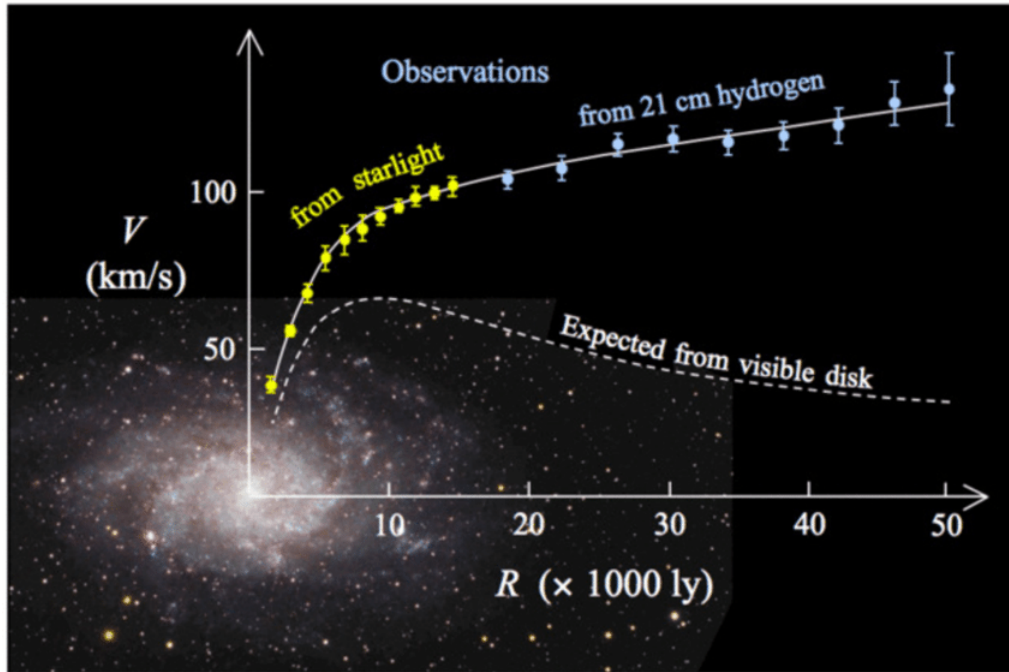 Observations
from 21 cm hydrogen
from starlight
100
V
(km/s)
50
Expected from visible disk
10 20 30 40 50
R (× 1000 ly)